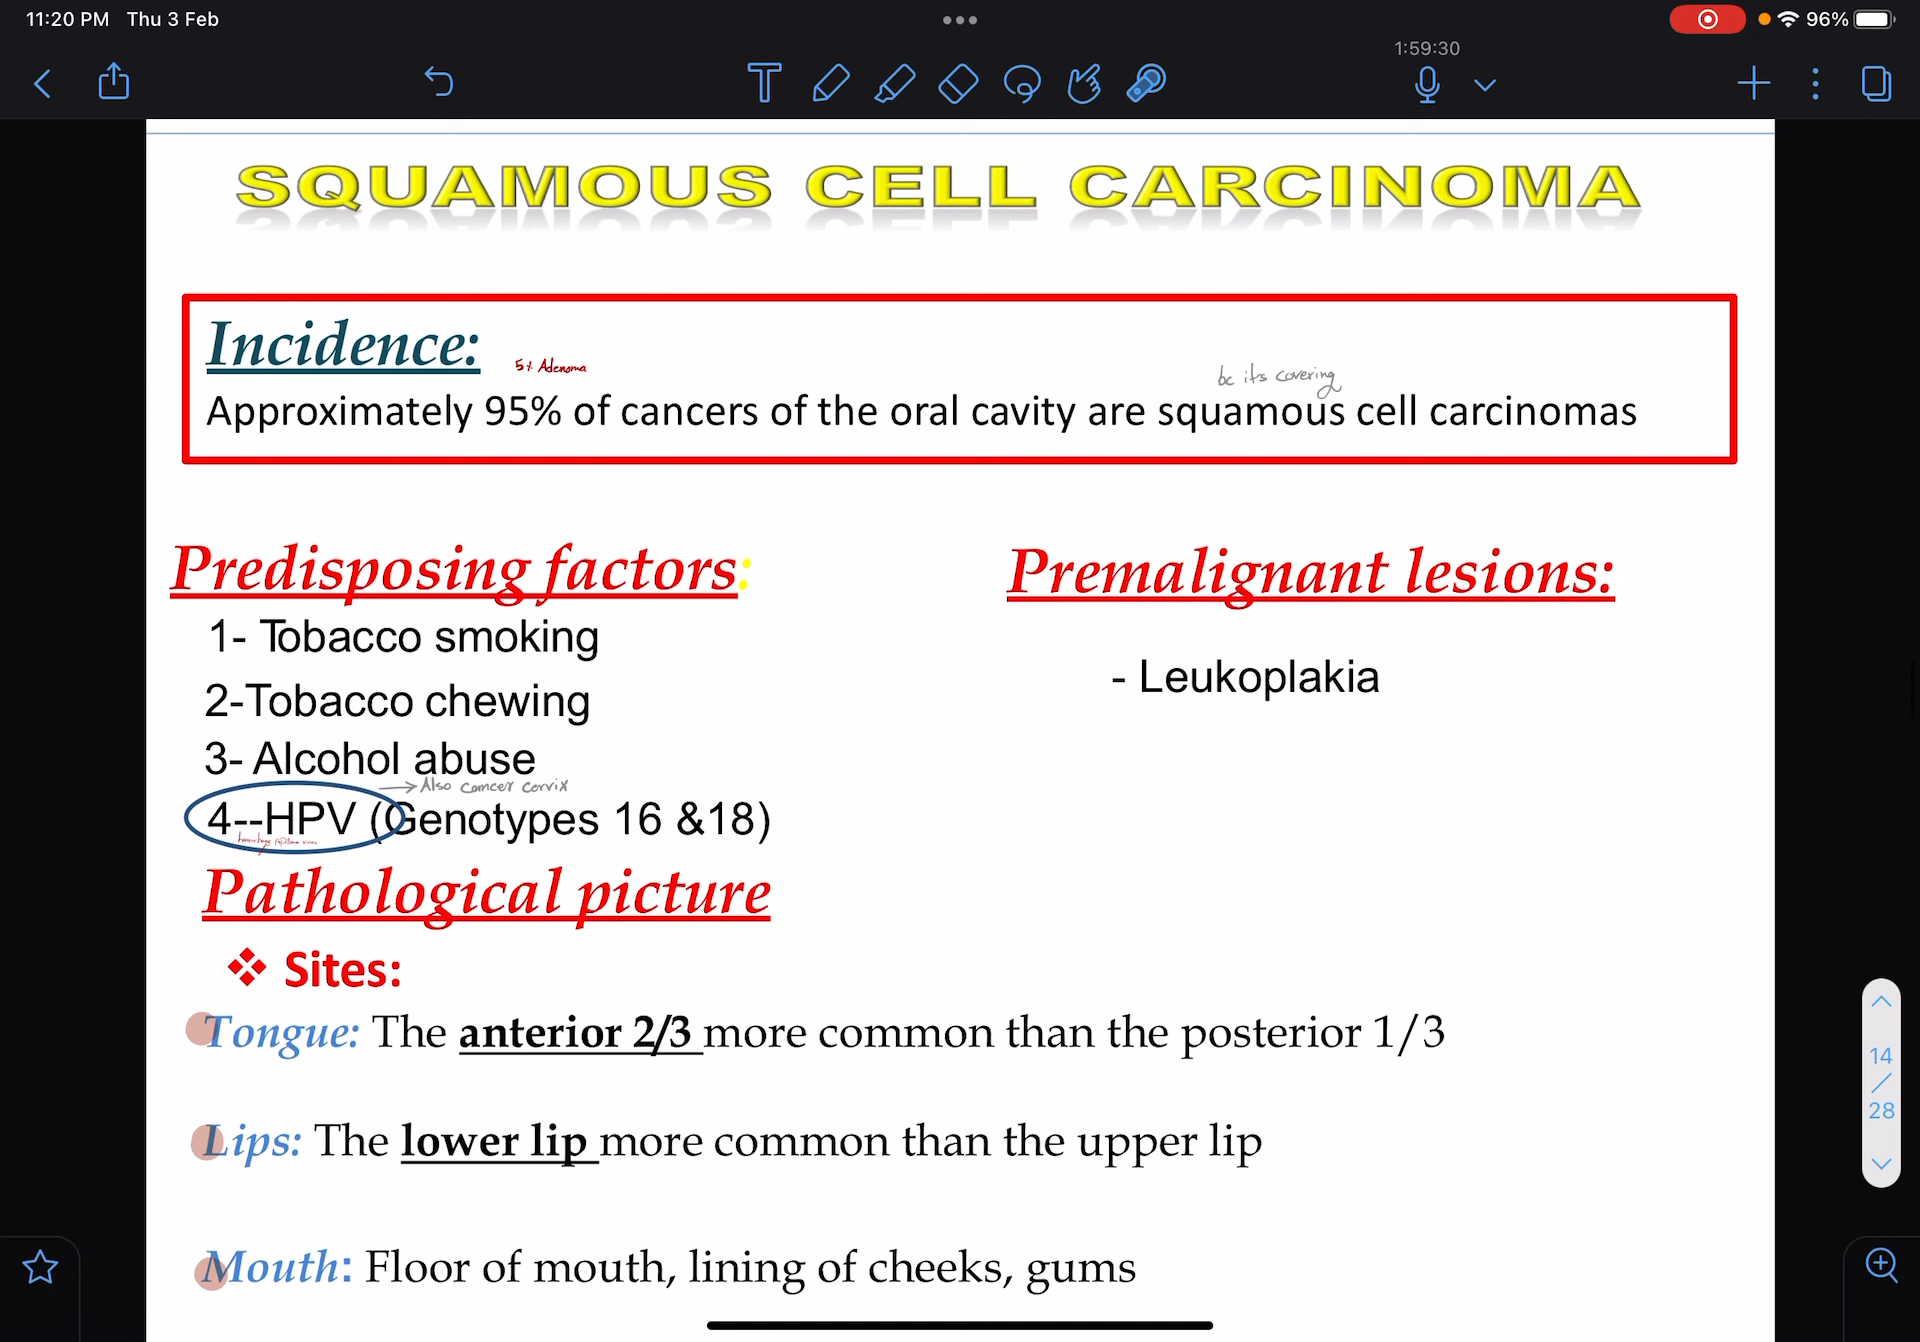 11:20 PM Thu 3 Feb
96%
1:59:30
SQUAMOUS CELL CARCINOMA
Incidence:
5% Adenoma
bc its covering
Approximately 95% of cancers of the oral cavity are squamous cell carcinomas
Predisposing factors:
1- Tobacco smoking
2-Tobacco chewing
3- Alcohol abuse
→Also cancer cervix
4--HPV (Genotypes 16 &18)
papilloma virus
Premalignant lesions:
- Leukoplakia
Pathological picture
❖ Sites:
Tongue: The anterior 2/3 more common than the posterior 1/3
Lips: The lower lip more common than the upper lip
Mouth: Floor of mouth, lining of cheeks, gums
14
/
28